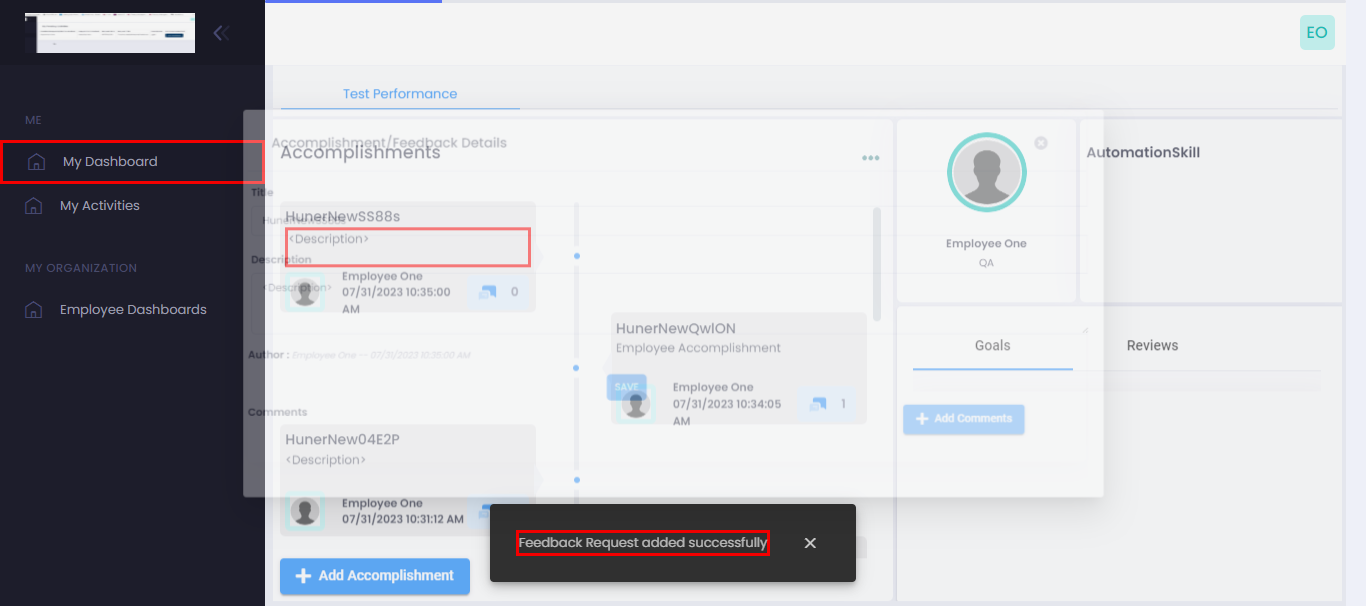 EO
ME
My Dashboard
My Activities
MY ORGANIZATION
Employee Dashboards
Test Performance
Accomplishment/Feedback Details
Accomplishments
Title
HunerNewSS88s
HunerNewSS88s
<Description>
Description
<Description>
Employee One
07/31/2023 10:35:00
AM
0
Author : Employee One -- 07/31/2023 10:35:00 AM
HunerNewQwlON
Employee Accomplishment
SAVE
Employee One
07/31/2023 10:34:05
AM
1
Comments
HunerNew04E2P
<Description>
Employee One
07/31/2023 10:31:12 AM
Add Accomplishment
Employee One
QA
AutomationSkill
Goals
Reviews
Add Comments
Feedback Request added successfully